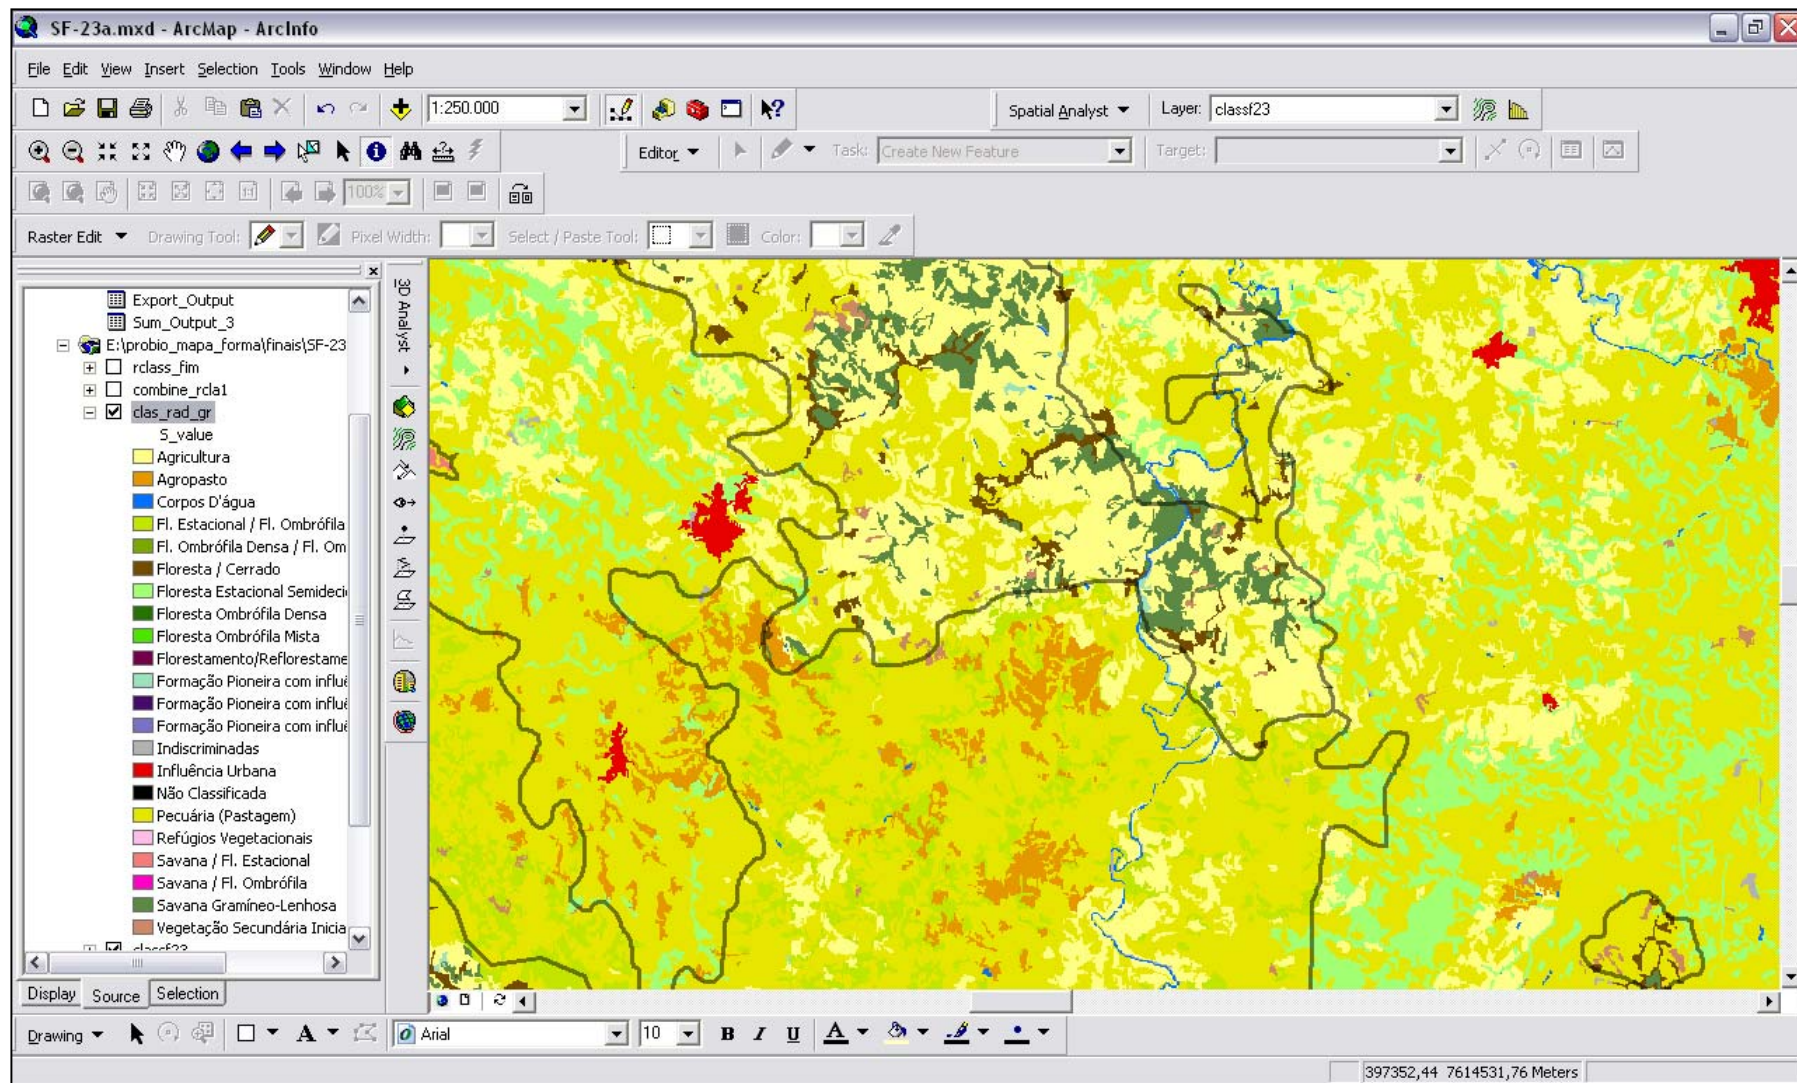 SF-23a.mxd - ArcMap - ArcInfo
File Edit View Insert Selection Tools Window Help
1:250.000
Spatial Analyst Layer: classf23
Editor Task: Create New Feature Target:
100%
Raster Edit Drawing Tool: Pixel Width: Select / Paste Tool: Color:
3D Analyst
Export_Output
Sum_Output_3
E:\probio_mapa_forma\finais\SF-23
rclass_fim
combine_rcla1
clas_rad_gr
S_value
Agricultura
Agropasto
Corpos D'água
Fl. Estacional / Fl. Ombrófila
Fl. Ombrófila Densa / Fl. Om
Floresta / Cerrado
Floresta Estacional Semideci
Floresta Ombrófila Densa
Floresta Ombrófila Mista
Florestamento/Reflorestame
Formação Pioneira com influê
Formação Pioneira com influê
Formação Pioneira com influê
Indiscriminadas
Influência Urbana
Não Classificada
Pecuária (Pastagem)
Refúgios Vegetacionais
Savana / Fl. Estacional
Savana / Fl. Ombrófila
Savana Gramíneo-Lenhosa
Vegetação Secundária Inicia
classf23
Display Source Selection
Drawing A Arial 10 B I U A
397352,44 7614531,76 Meters